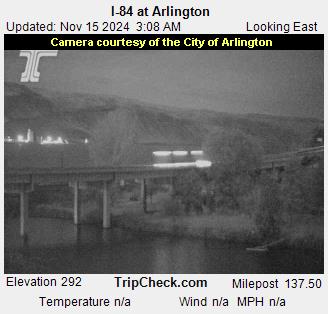 I-84 at Arlington
Updated: Nov 15 2024 3:08 AM Looking East
Camera courtesy of the City of Arlington
Elevation 292 TripCheck.com Milepost 137.50
Temperature n/a Wind n/a MPH n/a